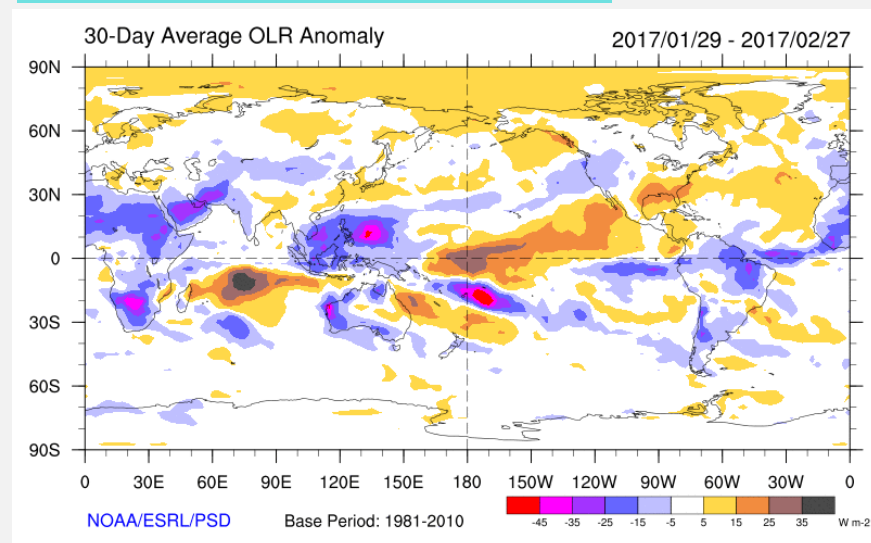 30-Day Average OLR Anomaly 2017/01/29 - 2017/02/27
90N
60N
30N
0
30S
60S
90S
0 30E 60E 90E 120E 150E 180 150W 120W 90W 60W 30W 0
-45 -35 -25 -15 -5 5 15 25 35 W m-2
NOAA/ESRL/PSD Base Period: 1981-2010